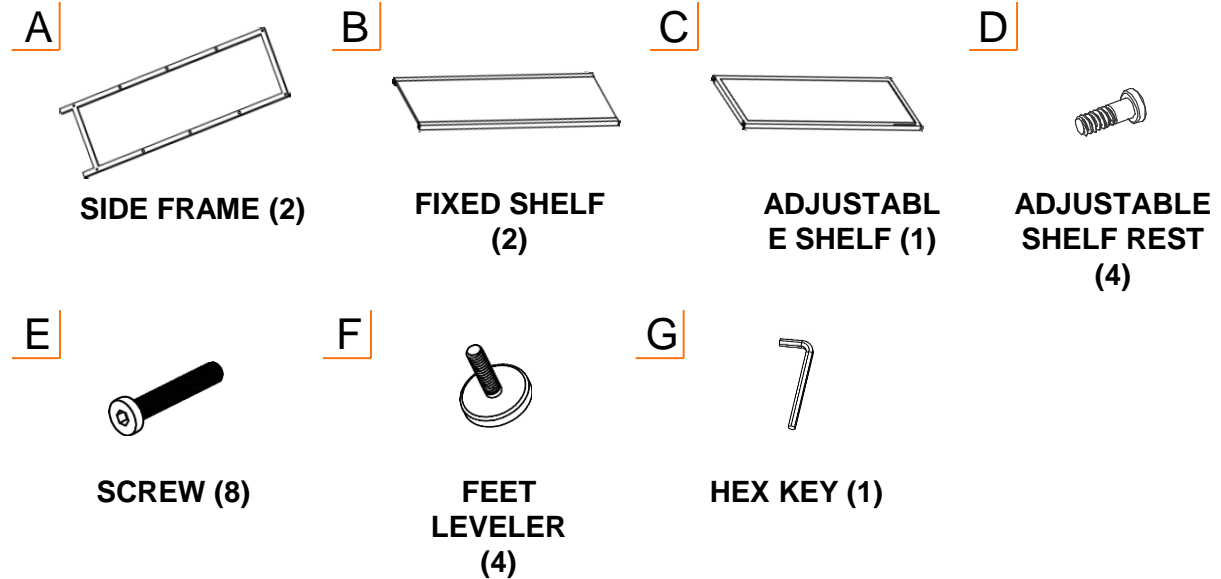 A
B
C
D
SIDE FRAME (2)
FIXED SHELF
(2)
ADJUSTABL
E SHELF (1)
ADJUSTABLE
SHELF REST
(4)
E
F
G
SCREW (8)
FEET
LEVELER
(4)
HEX KEY (1)